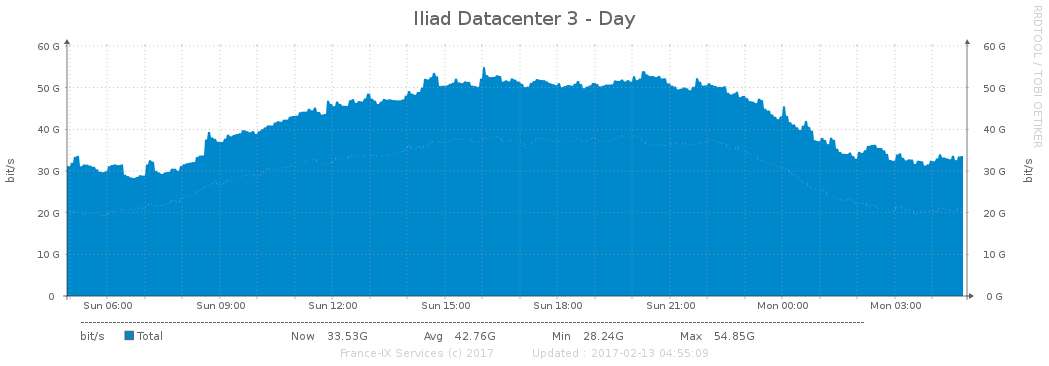 Iliad Datacenter 3 - Day
RRDTOOL / TOBI OETIKER
60 G 60 G
50 G 50 G
40 G 40 G
30 G 30 G
20 G 20 G
10 G 10 G
0 0 G
bit/s bit/s
Sun 06:00 Sun 09:00 Sun 12:00 Sun 15:00 Sun 18:00 Sun 21:00 Mon 00:00 Mon 03:00
bit/s Total Now 33.53G Avg 42.76G Min 28.24G Max 54.85G
France-IX Services (c) 2017 Updated : 2017-02-13 04:55:09